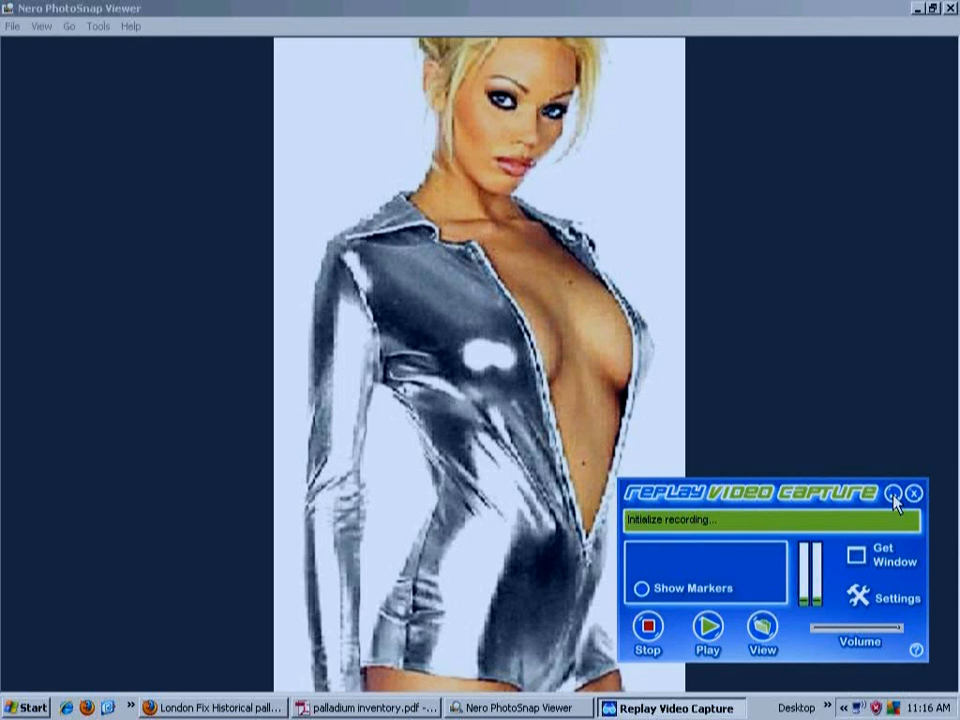 Nero PhotoSnap Viewer
File View Go Tools Help
REPLAY VIDEO CAPTURE
Initialize recording...
Get
Window
Show Markers
Settings
Stop Play View Volume
Start London Fix Historical pall... palladium inventory.pdf -... Nero PhotoSnap Viewer Replay Video Capture Desktop 11:16 AM